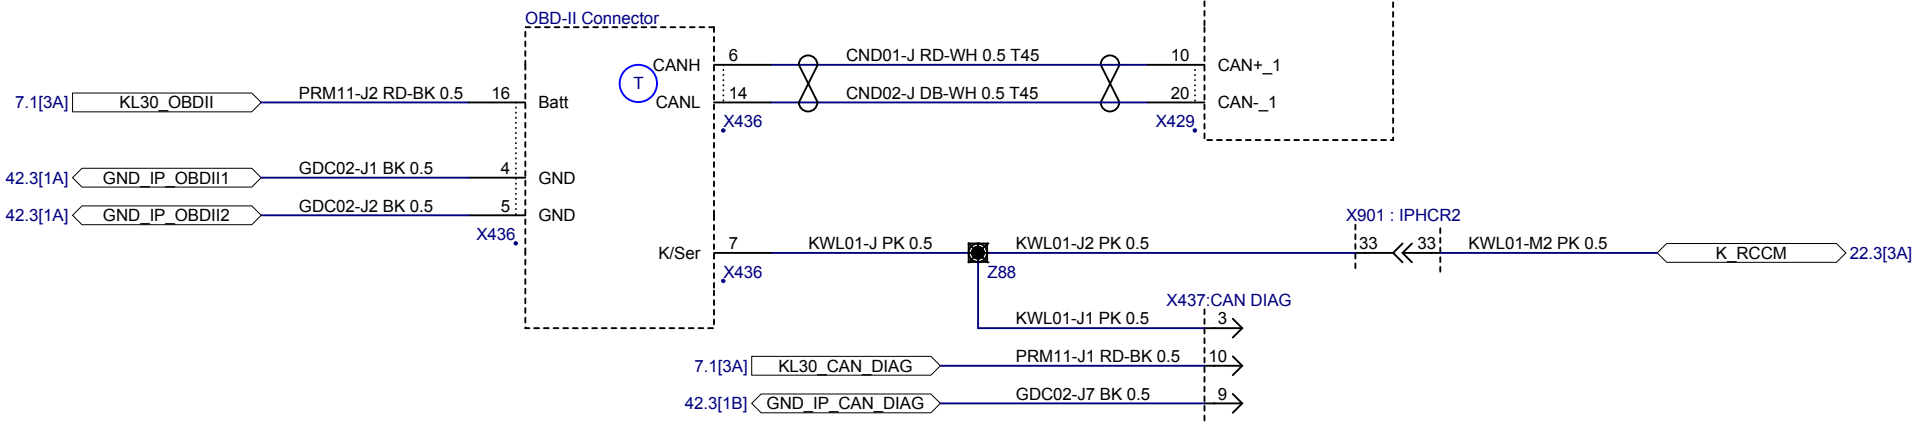 OBD-II Connector
CANH 6 CND01-J RD-WH 0.5 T45 10 CAN+_1
T
7.1[3A] KL30_OBDII PRM11-J2 RD-BK 0.5 16 Batt CANL 14 CND02-J DB-WH 0.5 T45 20 CAN-_1
X436 X429
42.3[1A] GND_IP_OBDII1 GDC02-J1 BK 0.5 4 GND
42.3[1A] GND_IP_OBDII2 GDC02-J2 BK 0.5 5 GND
X436
X901 : IPHCR2
K/Ser 7 KWL01-J PK 0.5 KWL01-J2 PK 0.5 33 33 KWL01-M2 PK 0.5 K_RCCM 22.3[3A]
X436 Z88
X437:CAN DIAG
KWL01-J1 PK 0.5 3
7.1[3A] KL30_CAN_DIAG PRM11-J1 RD-BK 0.5 10
42.3[1B] GND_IP_CAN_DIAG GDC02-J7 BK 0.5 9